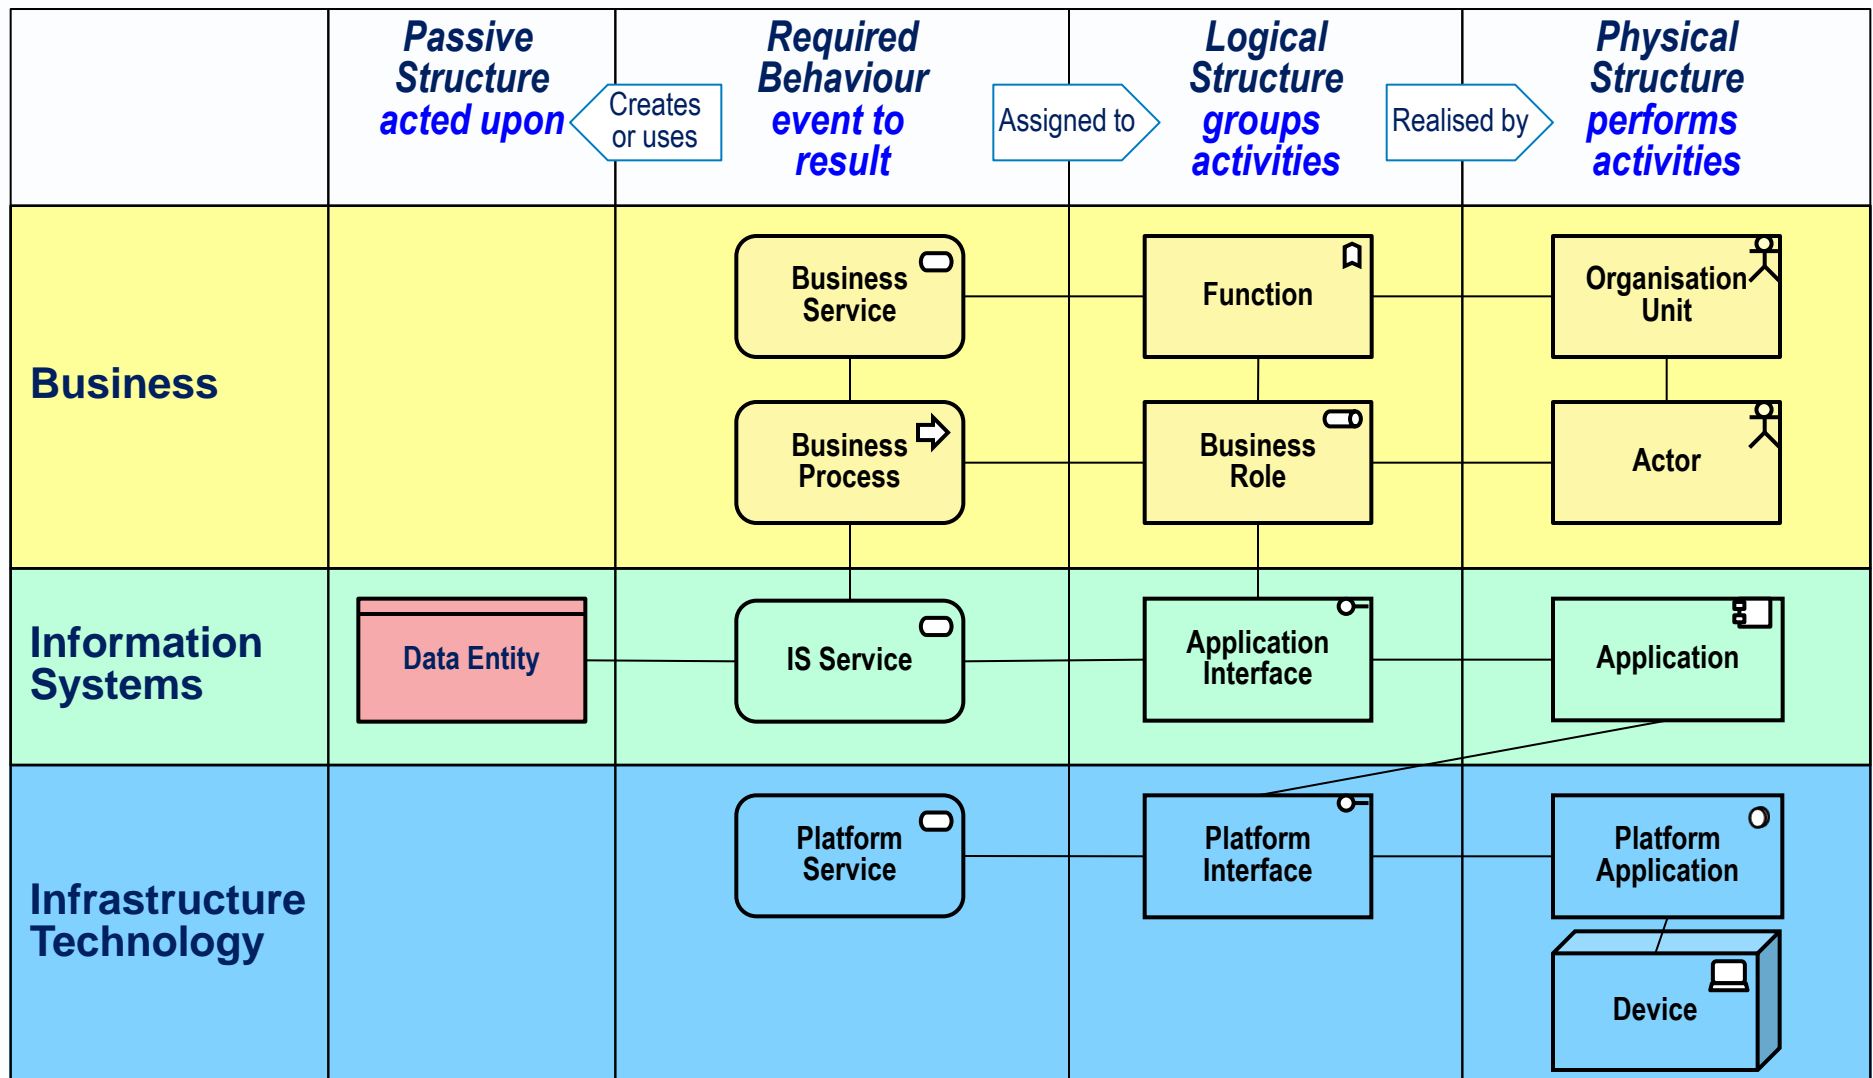 Passive
Structure
acted upon
Creates
or uses
Required
Behaviour
event to
result
Assigned to
Logical
Structure
groups
activities
Realised by
Physical
Structure
performs
activities
Business
Business
Service
Function
Organisation
Unit
Business
Process
Business
Role
Actor
Information
Systems
Data Entity
IS Service
Application
Interface
Application
Infrastructure
Technology
Platform
Service
Platform
Interface
Platform
Application
Device